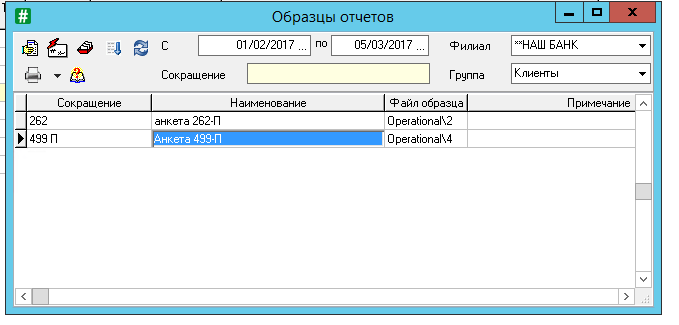 Образцы отчетов
С 01/02/2017 ... по 05/03/2017 ... Филиал **НАШ БАНК
Сокращение Группа Клиенты
Сокращение Наименование Файл образца Примечание
262 анкета 262-П Operational\2
499 П Анкета 499-П Operational\4